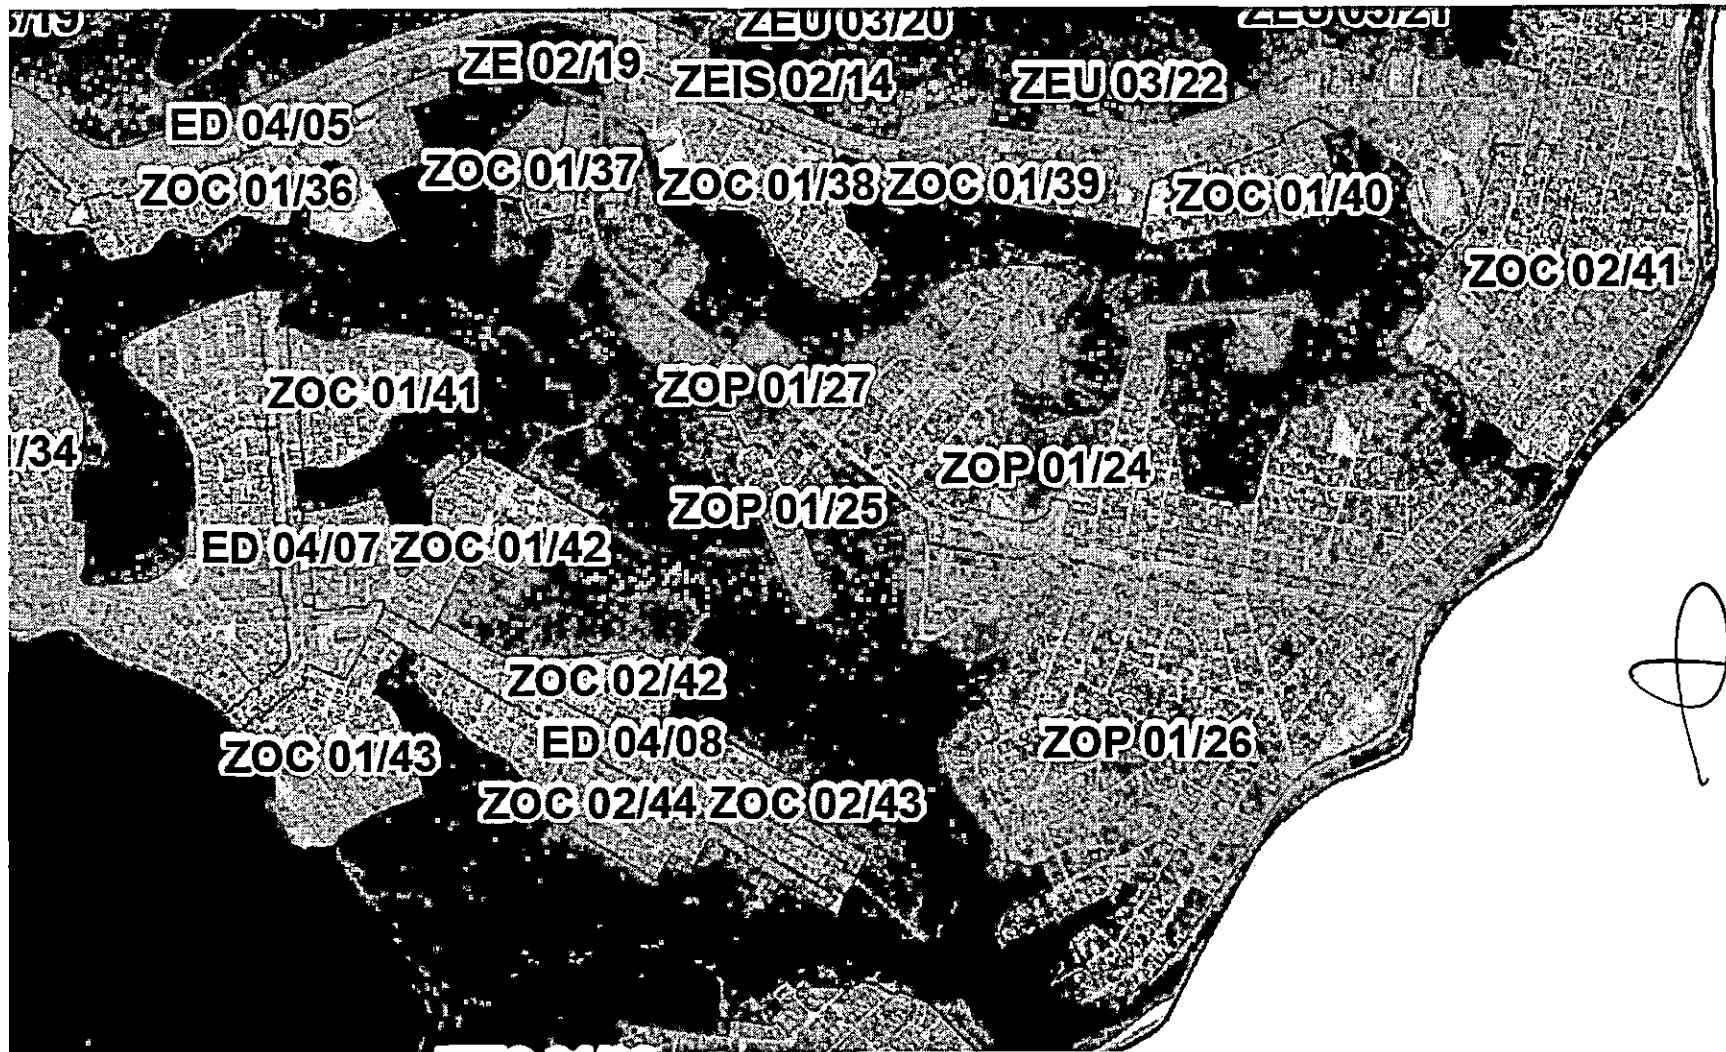 ZEU 03/20
ZE 02/19
ZEIS 02/14
ZEU 03/22
ED 04/05
ZOC 01/36
ZOC 01/37
ZOC 01/38
ZOC 01/39
ZOC 01/40
ZOC 02/41
ZOC 01/41
ZOP 01/27
/34
ZOP 01/24
ZOP 01/25
ED 04/07
ZOC 01/42
ZOC 02/42
ED 04/08
ZOP 01/26
ZOC 01/43
ZOC 02/44
ZOC 02/43